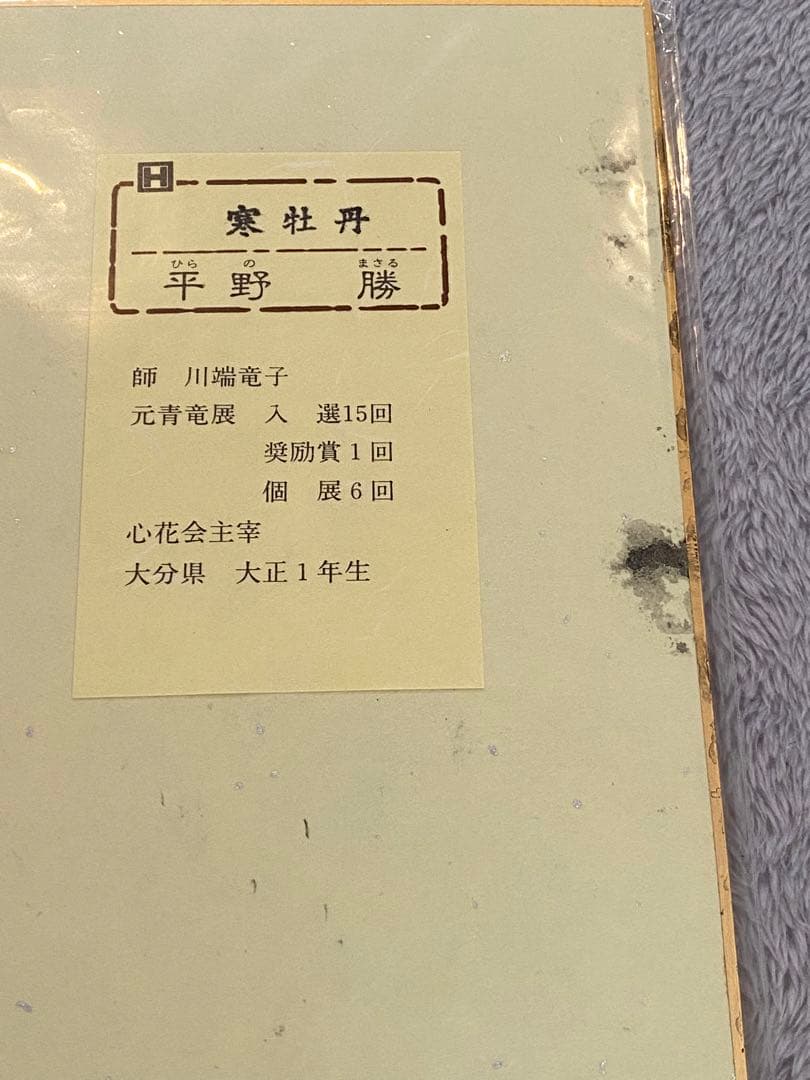 H
寒牡丹
ひら の まさる
平野 勝
師 川端竜子
元青竜展 入 選15回
奨励賞1回
個 展6回
心花会主宰
大分県 大正1年生